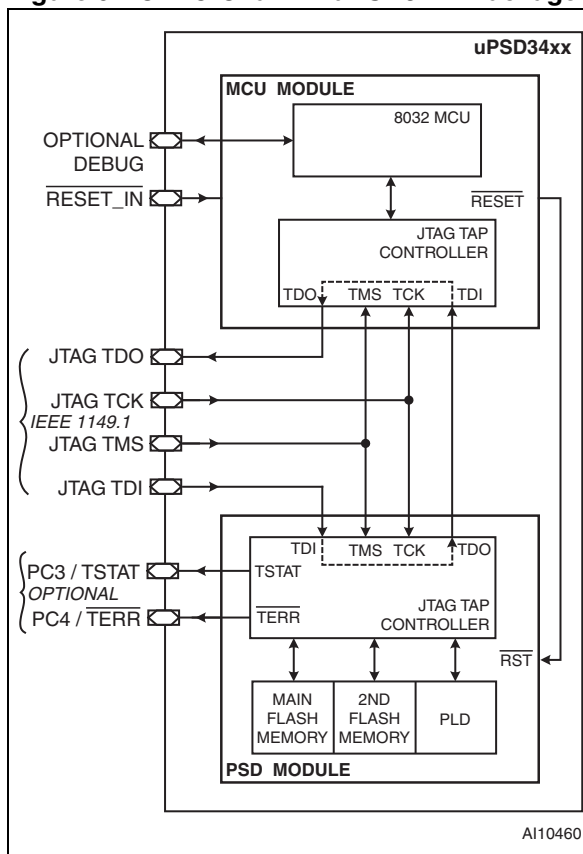 uPSD34xx
MCU MODULE
8032 MCU
OPTIONAL
DEBUG
RESET_IN
RESET
JTAG TAP
CONTROLLER
TDO TMS TCK TDI
JTAG TDO
JTAG TCK
IEEE 1149.1
JTAG TMS
JTAG TDI
TDI TMS TCK TDO
PC3 / TSTAT
TSTAT
OPTIONAL
PC4 / TERR
TERR
JTAG TAP
CONTROLLER
RST
MAIN
FLASH
MEMORY
2ND
FLASH
MEMORY
PLD
PSD MODULE
AI10460